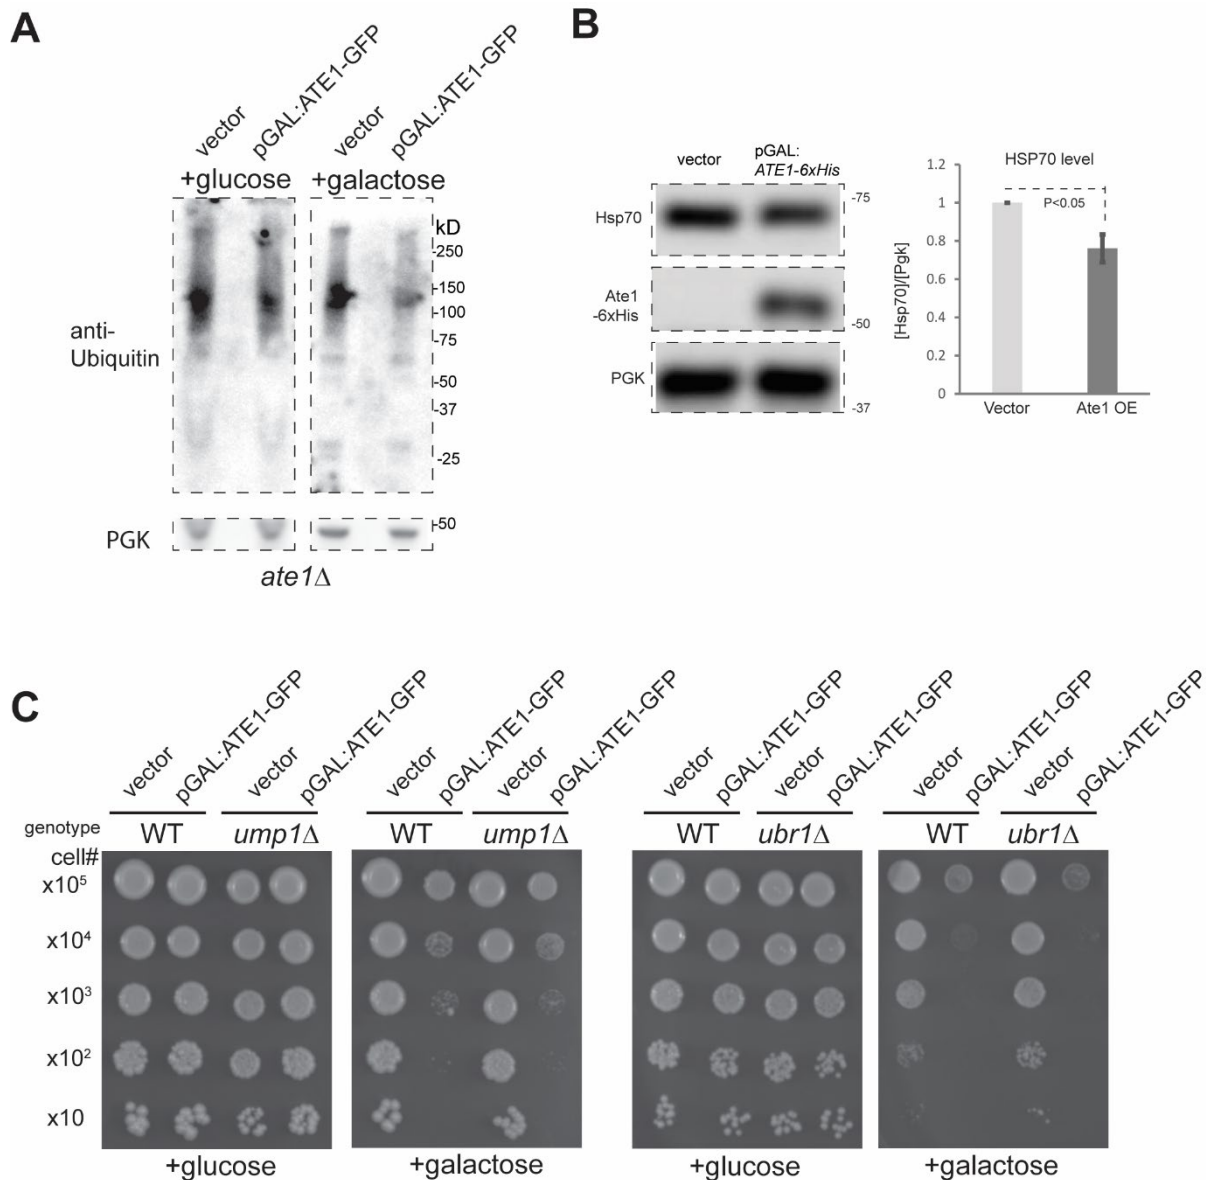 A
vector
pGAL:ATE1-GFP
vector
pGAL:ATE1-GFP
+glucose
+galactose
kD
-250
-150
-100
-75
-50
-37
-25
anti-
Ubiquitin
-50
PGK
ate1Δ
B
vector
pGAL:
ATE1-6xHis
-75
Hsp70
Ate1
-6xHis
-50
PGK
-37
HSP70 level
P<0.05
1.2
1
0.8
0.6
0.4
0.2
0
[Hsp70]/[Pgk]
Vector
Ate1 OE
C
vector
pGAL:ATE1-GFP
vector
pGAL:ATE1-GFP
vector
pGAL:ATE1-GFP
vector
pGAL:ATE1-GFP
vector
pGAL:ATE1-GFP
vector
pGAL:ATE1-GFP
vector
pGAL:ATE1-GFP
vector
pGAL:ATE1-GFP
genotype
WT
ump1Δ
WT
ump1Δ
WT
ubr1Δ
WT
ubr1Δ
cell#
x10⁵
x10⁴
x10³
x10²
x10
+glucose
+galactose
+glucose
+galactose